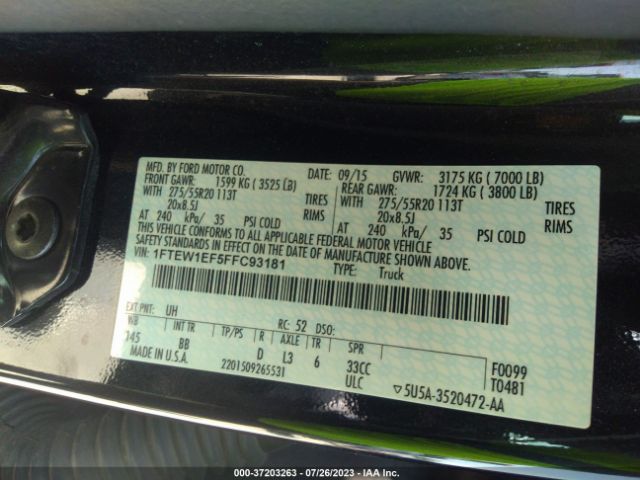 MFD. BY FORD MOTOR CO.
DATE: 09/15 GVWR: 3175 KG ( 7000 LB)
FRONT GAWR: 1599 KG ( 3525 LB)
REAR GAWR: 1724 KG ( 3800 LB)
WITH 275/55R20 113T TIRES
WITH 275/55R20 113T TIRES
20x8.5J RIMS
20x8.5J RIMS
AT 240 kPa/ 35 PSI COLD
AT 240 kPa/ 35 PSI COLD
THIS VEHICLE CONFORMS TO ALL APPLICABLE FEDERAL MOTOR VEHICLE
SAFETY STANDARDS IN EFFECT ON THE DATE OF MANUFACTURE SHOWN ABOVE.
VIN: 1FTEW1EF5FFC93181
TYPE: Truck
EXT PNT: UH RC: 52 DSO:
WB INT TR TP/PS R AXLE TR SPR
145 BB D L3 6 33CC F0099
ULC T0481
MADE IN U.S.A. 2201509265531
▽5U5A-3520472-AA
000-37203263 - 07/26/2023 - IAA Inc.